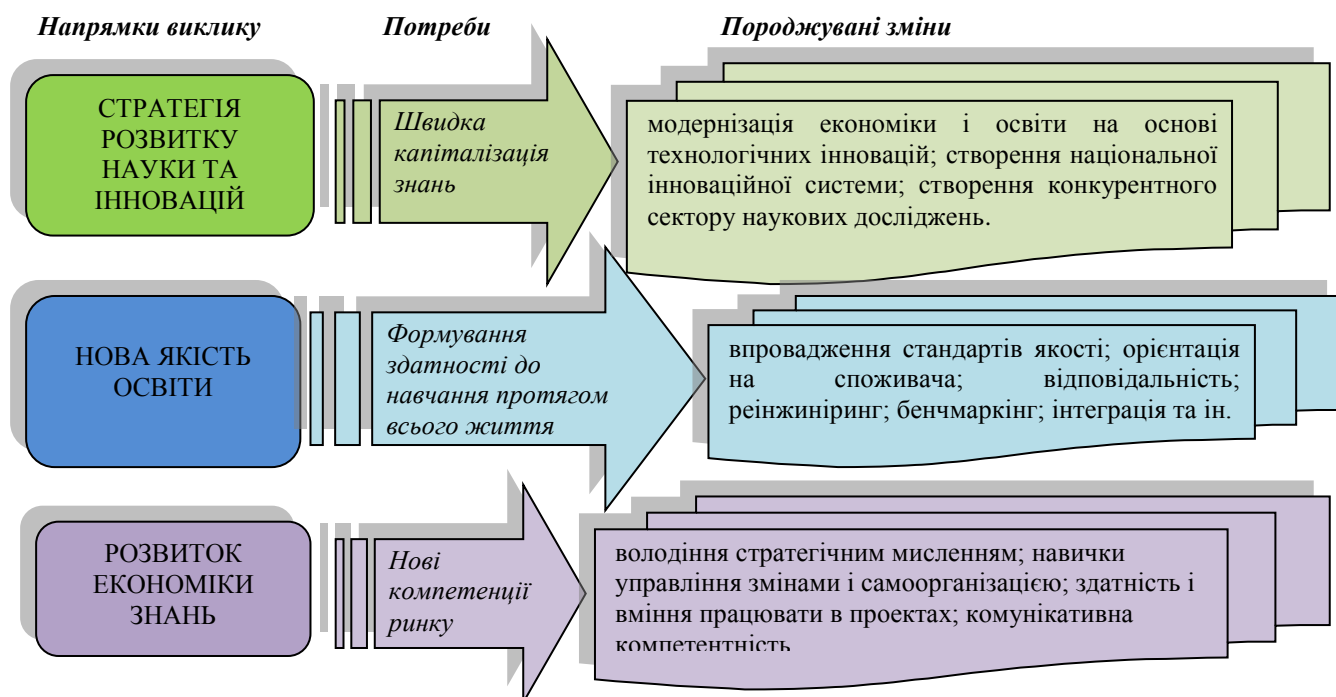 Напрямки виклику Потреби Породжувані зміни
СТРАТЕГІЯ
РОЗВИТКУ
НАУКИ ТА
ІННОВАЦІЙ
Швидка
капіталізація
знань
модернізація економіки і освіти на основі
технологічних інновацій; створення національної
інноваційної системи; створення конкурентного
сектору наукових досліджень.
НОВА ЯКІСТЬ
ОСВІТИ
Формування
здатності до
навчання протягом
всього життя
впровадження стандартів якості; орієнтація
на споживача; відповідальність;
реінжиніринг; бенчмаркінг; інтеграція та ін.
РОЗВИТОК
ЕКОНОМІКИ
ЗНАНЬ
Нові
компетенції
ринку
володіння стратегічним мисленням; навички
управління змінами і самоорганізацією; здатність і
вміння працювати в проектах; комунікативна
компетентність